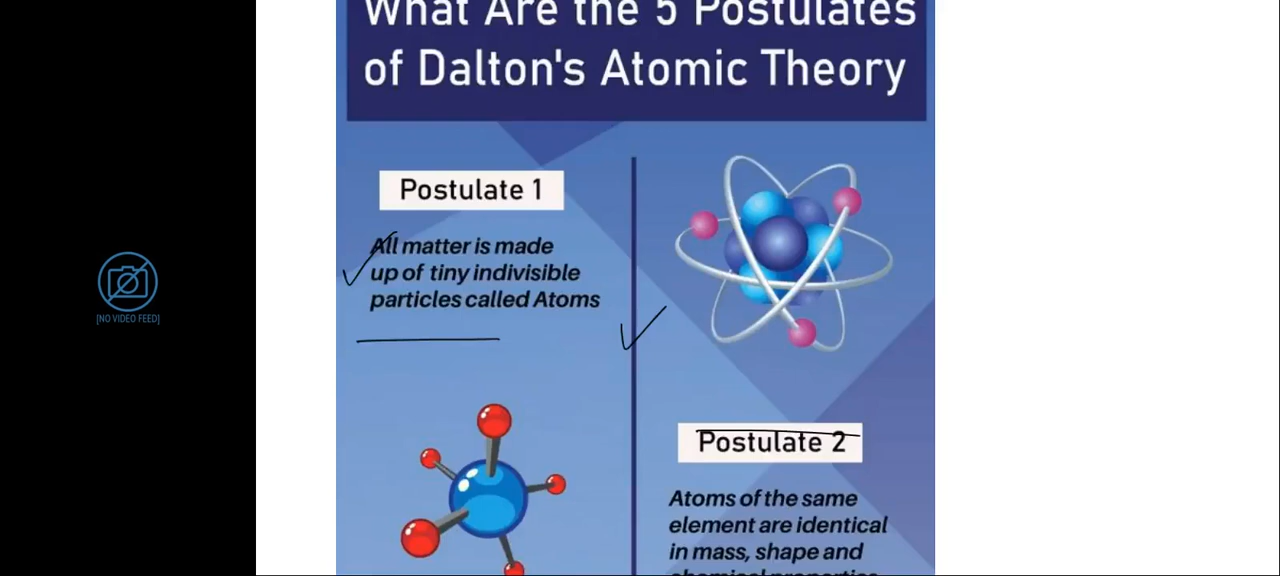 What Are the 5 Postulates
of Dalton's Atomic Theory
Postulate 1
All matter is made
up of tiny indivisible
particles called Atoms
[NO VIDEO FEED]
Postulate 2
Atoms of the same
element are identical
in mass, shape and
chemical properties